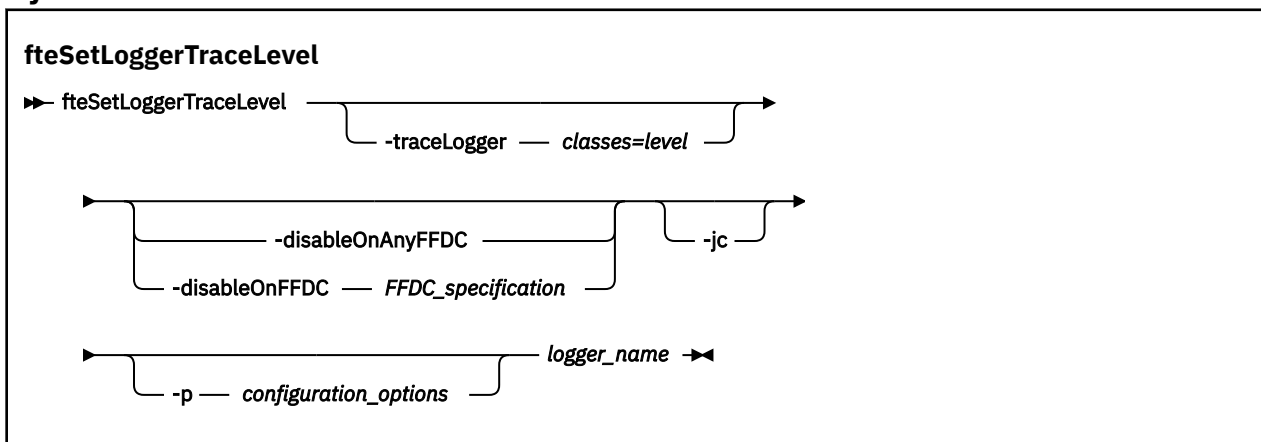 fteSetLoggerTraceLevel
fteSetLoggerTraceLevel
-traceLogger classes=level
-disableOnAnyFFDC
-jc
-disableOnFFDC FFDC_specification
logger_name
-p configuration_options